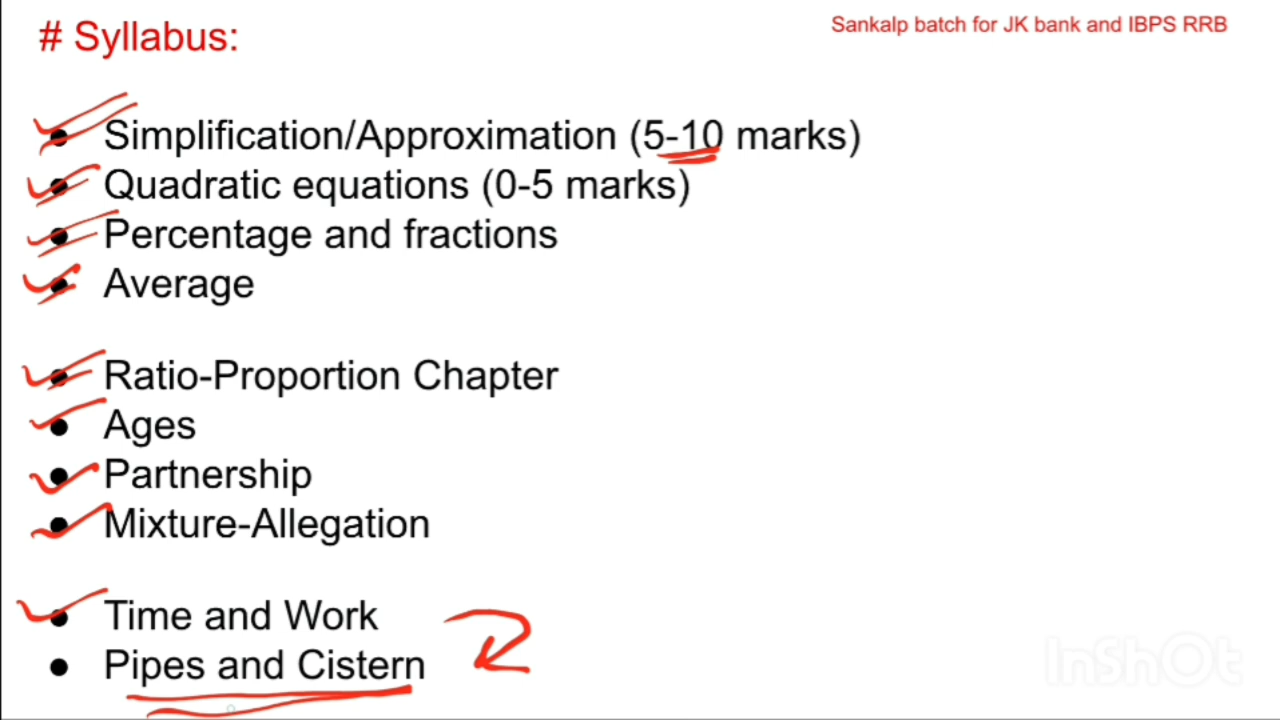 # Syllabus:
Sankalp batch for JK bank and IBPS RRB
● Simplification/Approximation (5-10 marks)
● Quadratic equations (0-5 marks)
● Percentage and fractions
● Average
● Ratio-Proportion Chapter
● Ages
● Partnership
● Mixture-Allegation
● Time and Work
● Pipes and Cistern
InShOt